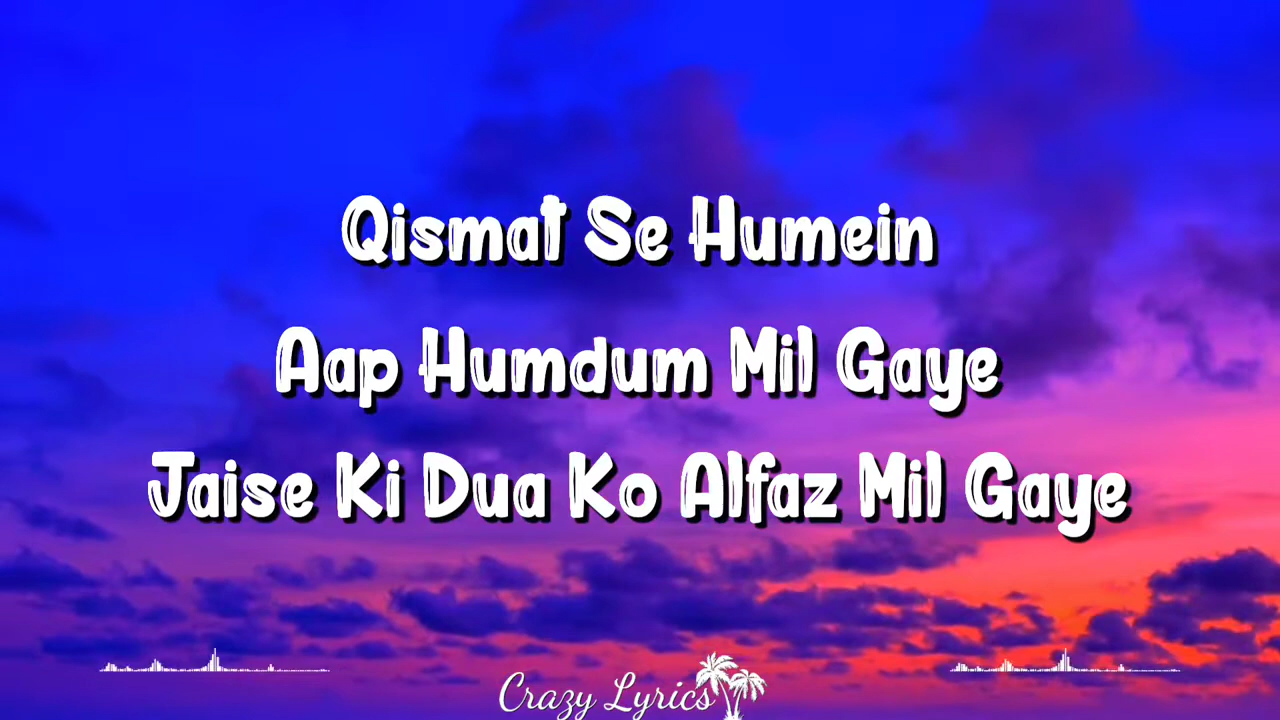 Qismat Se Humein
Aap Humdum Mil Gaye
Jaise Ki Dua Ko Alfaz Mil Gaye
Crazy Lyrics